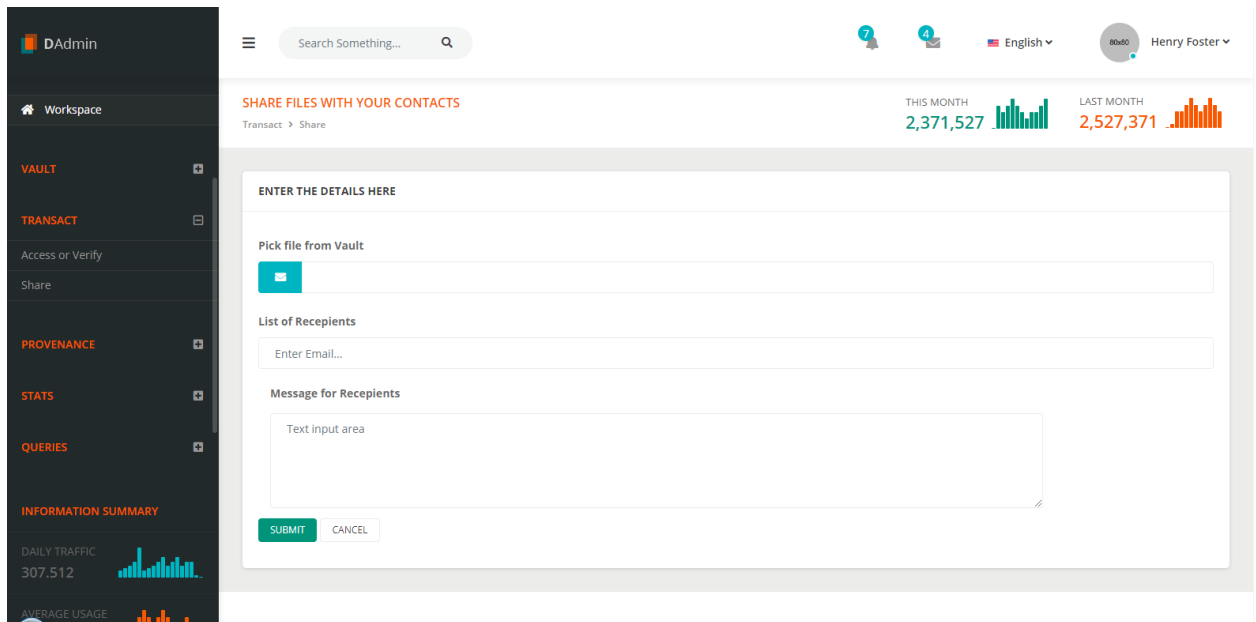 DAdmin
Search Something...
7
4
English
80x80
Henry Foster
Workspace
SHARE FILES WITH YOUR CONTACTS
Transact > Share
THIS MONTH
2,371,527
LAST MONTH
2,527,371
VAULT
TRANSACT
Access or Verify
Share
PROVENANCE
STATS
QUERIES
INFORMATION SUMMARY
DAILY TRAFFIC
307.512
AVERAGE USAGE
ENTER THE DETAILS HERE
Pick file from Vault
List of Recepients
Enter Email...
Message for Recepients
Text input area
SUBMIT
CANCEL